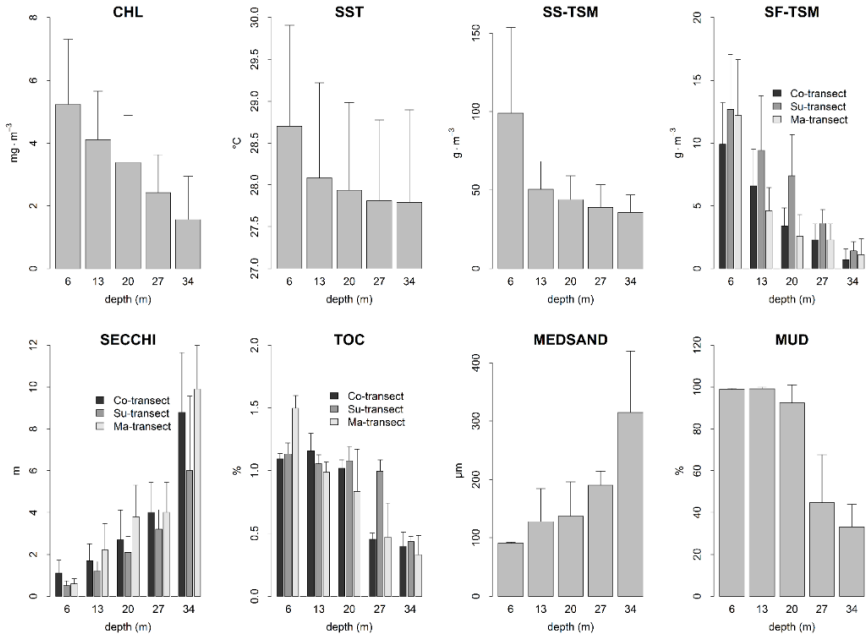 CHL
mg · m⁻³
0 2 4 6 8
6 13 20 27 34
depth (m)
SST
°C
27.0 27.5 28.0 28.5 29.0 29.5 30.0
6 13 20 27 34
depth (m)
SS-TSM
g · m⁻³
0 50 100 150
6 13 20 27 34
depth (m)
SF-TSM
g · m⁻³
0 5 10 15 20
Co-transect
Su-transect
Ma-transect
6 13 20 27 34
depth (m)
SECCHI
m
0 2 4 6 8 10 12
Co-transect
Su-transect
Ma-transect
6 13 20 27 34
depth (m)
TOC
%
0.0 0.5 1.0 1.5 2.0
Co-transect
Su-transect
Ma-transect
6 13 20 27 34
depth (m)
MEDSAND
µm
100 200 300 400
6 13 20 27 34
depth (m)
MUD
%
0 20 40 60 80 100 120
6 13 20 27 34
depth (m)